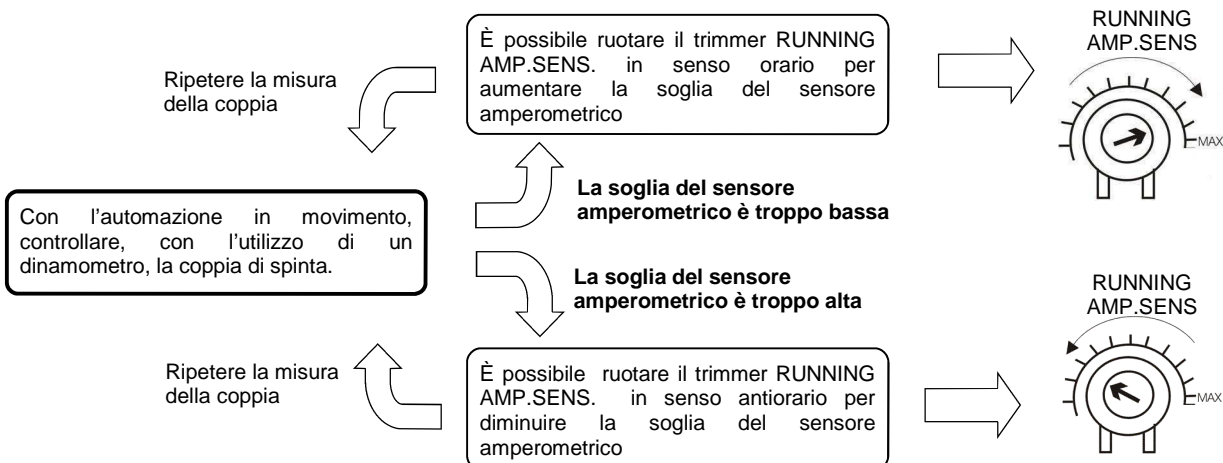 È possibile ruotare il trimmer RUNNING
AMP.SENS. in senso orario per
aumentare la soglia del sensore
amperometrico
RUNNING
AMP.SENS
MAX
Ripetere la misura
della coppia
La soglia del sensore
amperometrico è troppo bassa
Con l'automazione in movimento,
controllare, con l'utilizzo di un
dinamometro, la coppia di spinta.
La soglia del sensore
amperometrico è troppo alta
Ripetere la misura
della coppia
È possibile ruotare il trimmer RUNNING
AMP.SENS. in senso antiorario per
diminuire la soglia del sensore
amperometrico
RUNNING
AMP.SENS
MAX